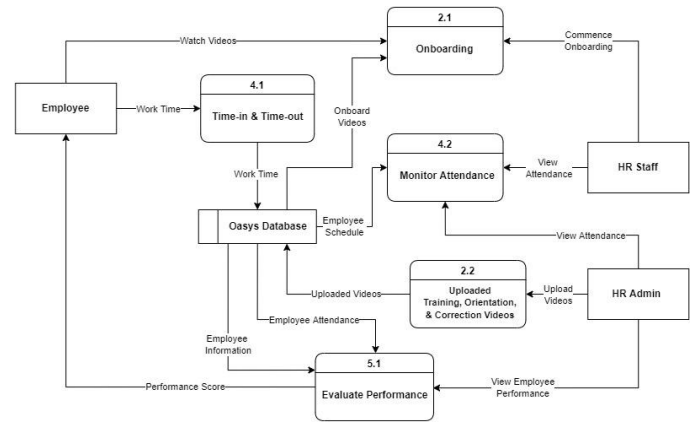 2.1
Onboarding
Watch Videos
Commence
Onboarding
4.1
Time-in & Time-out
Employee
Work Time
Onboard
Videos
4.2
Monitor Attendance
View
Attendance
HR Staff
Work Time
Oasys Database
Employee
Schedule
View Attendance
2.2
Uploaded
Training, Orientation,
& Correction Videos
Uploaded Videos
Upload
Videos
HR Admin
Employee Attendance
Employee
Information
5.1
Evaluate Performance
Performance Score
View Employee
Performance